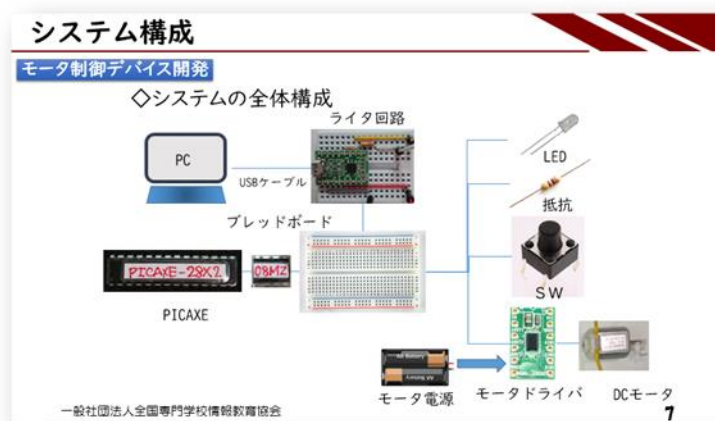 システム構成
モータ制御デバイス開発
◇システムの全体構成
ライタ回路
PC
USBケーブル
LED
ブレッドボード
抵抗
PICAXE-28X2
08M2
PICAXE
SW
モータ電源
モータドライバ
DCモータ
一般社団法人全国専門学校情報教育協会
7